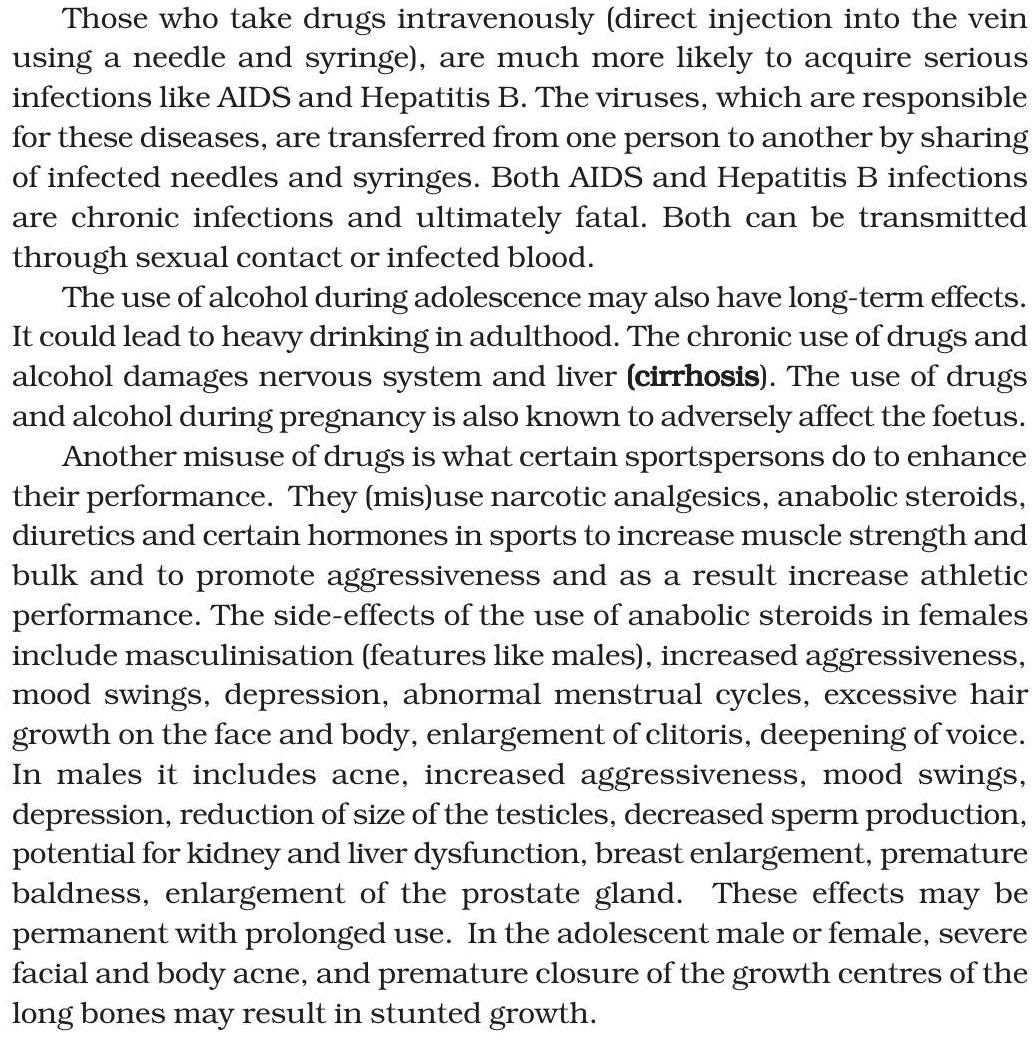 Those who take drugs intravenously (direct injection into the vein
using a needle and syringe), are much more likely to acquire serious
infections like AIDS and Hepatitis B. The viruses, which are responsible
for these diseases, are transferred from one person to another by sharing
of infected needles and syringes. Both AIDS and Hepatitis B infections
are chronic infections and ultimately fatal. Both can be transmitted
through sexual contact or infected blood.
The use of alcohol during adolescence may also have long-term effects.
It could lead to heavy drinking in adulthood. The chronic use of drugs and
alcohol damages nervous system and liver (cirrhosis). The use of drugs
and alcohol during pregnancy is also known to adversely affect the foetus.
Another misuse of drugs is what certain sportspersons do to enhance
their performance. They (mis)use narcotic analgesics, anabolic steroids,
diuretics and certain hormones in sports to increase muscle strength and
bulk and to promote aggressiveness and as a result increase athletic
performance. The side-effects of the use of anabolic steroids in females
include masculinisation (features like males), increased aggressiveness,
mood swings, depression, abnormal menstrual cycles, excessive hair
growth on the face and body, enlargement of clitoris, deepening of voice.
In males it includes acne, increased aggressiveness, mood swings,
depression, reduction of size of the testicles, decreased sperm production,
potential for kidney and liver dysfunction, breast enlargement, premature
baldness, enlargement of the prostate gland. These effects may be
permanent with prolonged use. In the adolescent male or female, severe
facial and body acne, and premature closure of the growth centres of the
long bones may result in stunted growth.